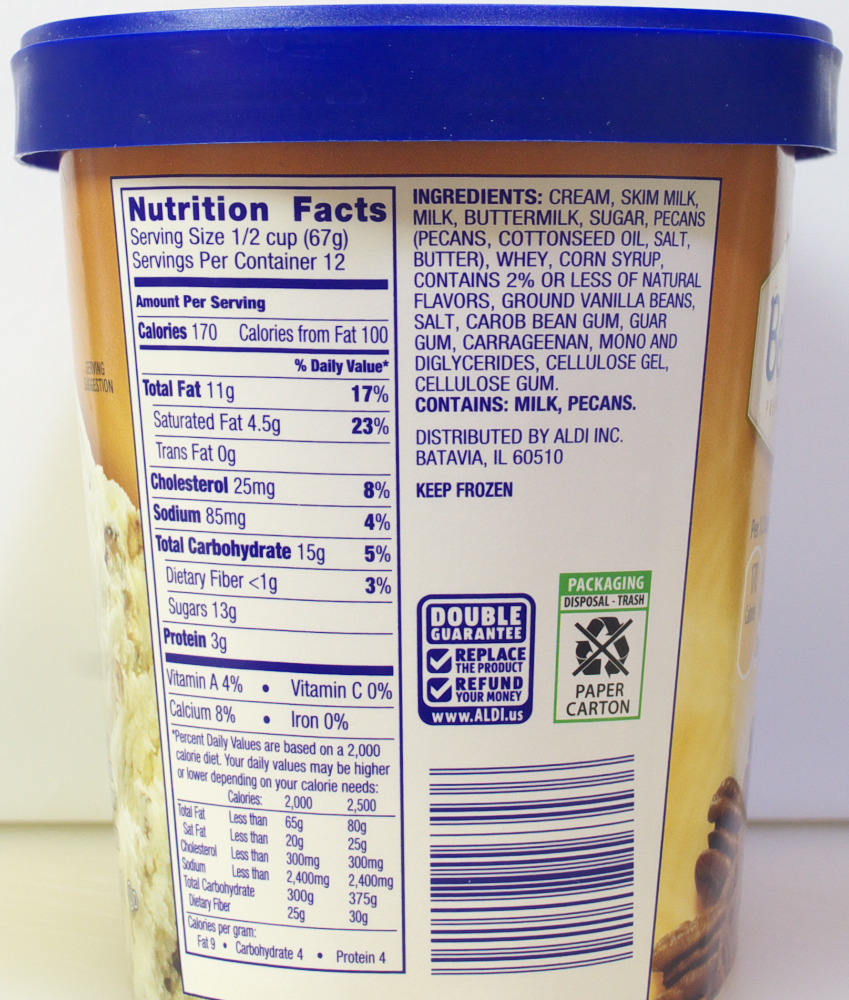 Nutrition Facts
Serving Size 1/2 cup (67g)
Servings Per Container 12
Amount Per Serving
Calories 170 Calories from Fat 100
% Daily Value*
Total Fat 11g 17%
Saturated Fat 4.5g 23%
Trans Fat 0g
Cholesterol 25mg 8%
Sodium 85mg 4%
Total Carbohydrate 15g 5%
Dietary Fiber <1g 3%
Sugars 13g
Protein 3g
Vitamin A 4% • Vitamin C 0%
Calcium 8% • Iron 0%
*Percent Daily Values are based on a 2,000
calorie diet. Your daily values may be higher
or lower depending on your calorie needs:
Calories: 2,000 2,500
Total Fat Less than 65g 80g
Sat Fat Less than 20g 25g
Cholesterol Less than 300mg 300mg
Sodium Less than 2,400mg 2,400mg
Total Carbohydrate 300g 375g
Dietary Fiber 25g 30g
Calories per gram:
Fat 9 • Carbohydrate 4 • Protein 4
INGREDIENTS: CREAM, SKIM MILK,
MILK, BUTTERMILK, SUGAR, PECANS
(PECANS, COTTONSEED OIL, SALT,
BUTTER), WHEY, CORN SYRUP,
CONTAINS 2% OR LESS OF NATURAL
FLAVORS, GROUND VANILLA BEANS,
SALT, CAROB BEAN GUM, GUAR
GUM, CARRAGEENAN, MONO AND
DIGLYCERIDES, CELLULOSE GEL,
CELLULOSE GUM.
CONTAINS: MILK, PECANS.
DISTRIBUTED BY ALDI INC.
BATAVIA, IL 60510
KEEP FROZEN
DOUBLE
GUARANTEE
REPLACE
THE PRODUCT
REFUND
YOUR MONEY
www.ALDI.us
PACKAGING
DISPOSAL - TRASH
PAPER
CARTON